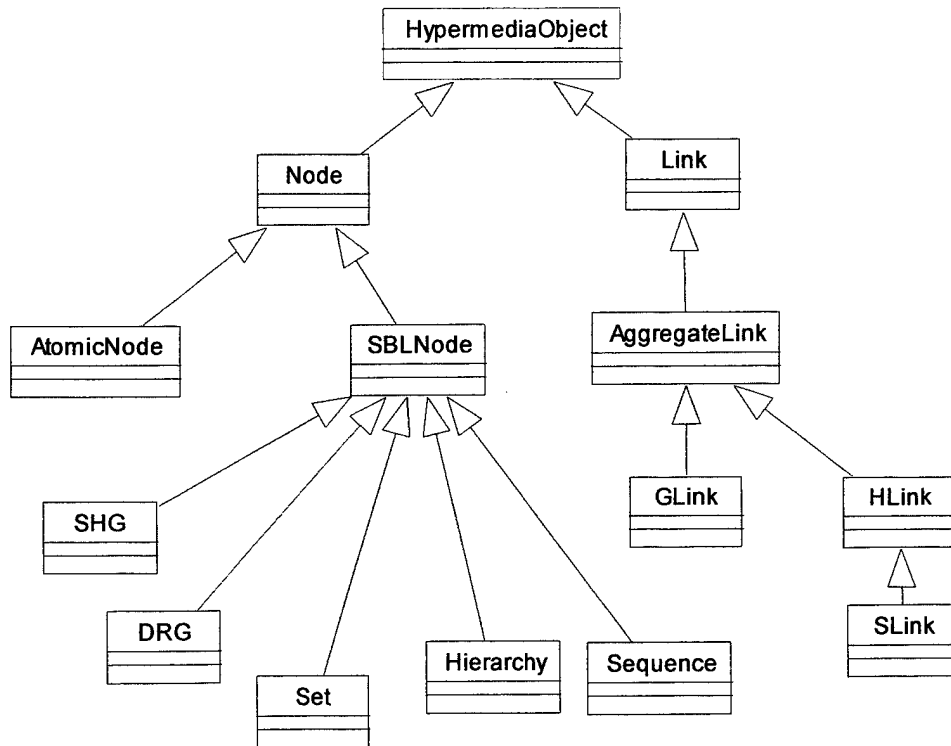 HypermediaObject
Node
Link
AtomicNode
SBLNode
AggregateLink
SHG
GLink
HLink
DRG
Set
Hierarchy
Sequence
SLink